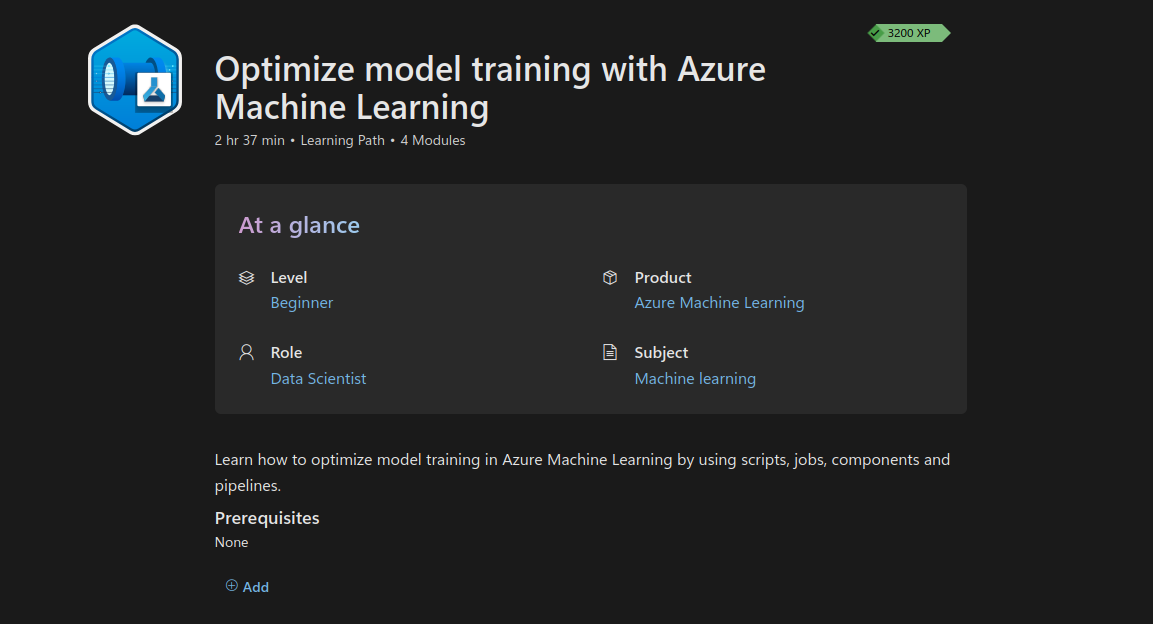 3200 XP
Optimize model training with Azure
Machine Learning
2 hr 37 min • Learning Path • 4 Modules
At a glance
Level
Beginner
Product
Azure Machine Learning
Role
Data Scientist
Subject
Machine learning
Learn how to optimize model training in Azure Machine Learning by using scripts, jobs, components and
pipelines.
Prerequisites
None
Add